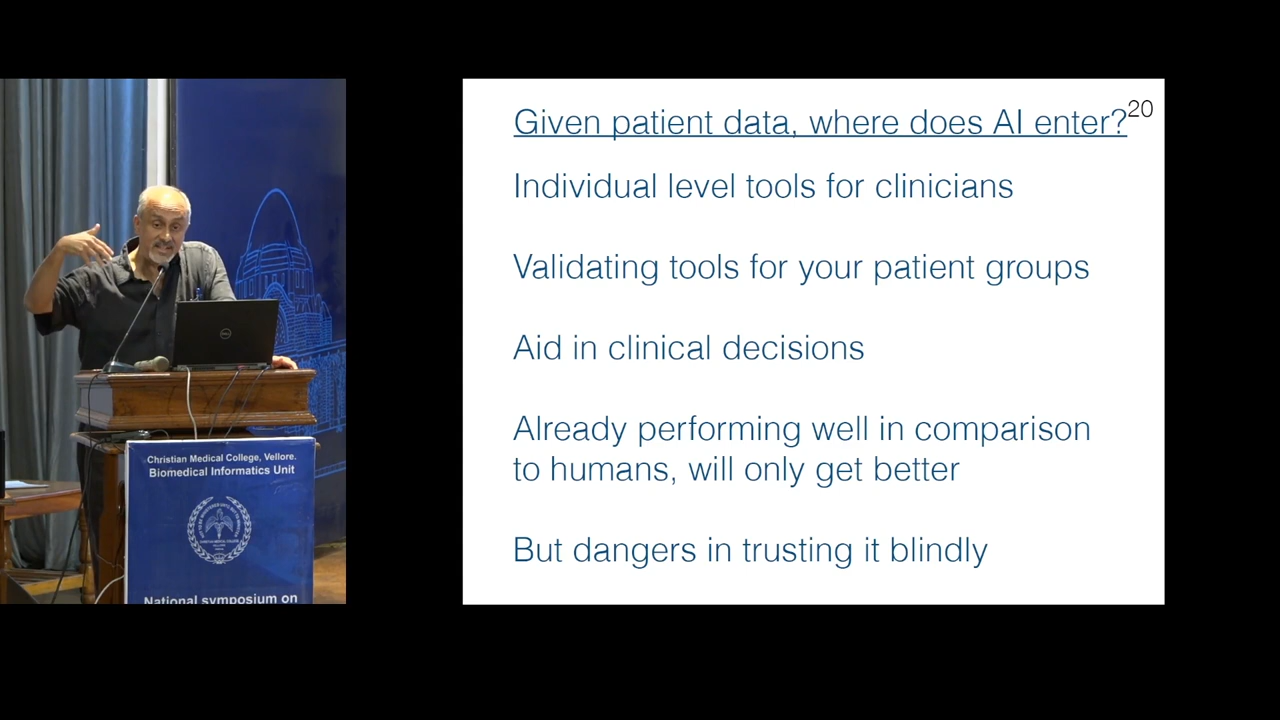 Given patient data, where does AI enter?
20
Individual level tools for clinicians
Validating tools for your patient groups
Aid in clinical decisions
Already performing well in comparison
to humans, will only get better
But dangers in trusting it blindly
DELL
Christian Medical College, Vellore.
Biomedical Informatics Unit
National symposium on